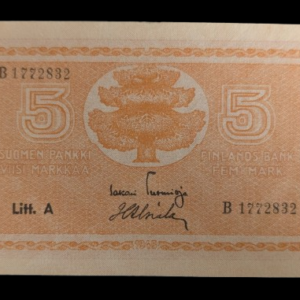 B 1772832
5 5
SUOMEN PANKKI FINLANDS BANK
VIISI MARKKAA FEM MARK
Litt. A
B 1772832